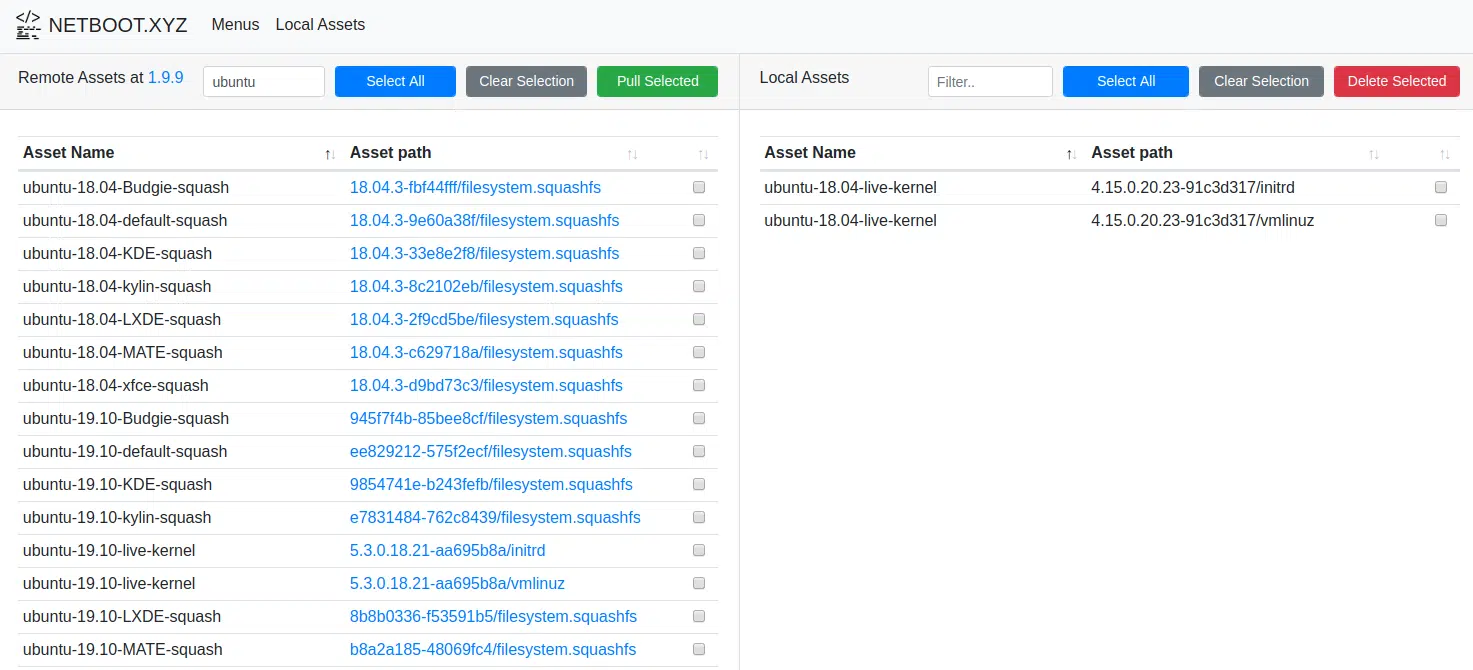 </> NETBOOT.XYZ Menus Local Assets
Remote Assets at 1.9.9 ubuntu Select All Clear Selection Pull Selected
Asset Name ↑↓ Asset path ↑↓ ↑↓
ubuntu-18.04-Budgie-squash 18.04.3-fbf44fff/filesystem.squashfs
ubuntu-18.04-default-squash 18.04.3-9e60a38f/filesystem.squashfs
ubuntu-18.04-KDE-squash 18.04.3-33e8e2f8/filesystem.squashfs
ubuntu-18.04-kylin-squash 18.04.3-8c2102eb/filesystem.squashfs
ubuntu-18.04-LXDE-squash 18.04.3-2f9cd5be/filesystem.squashfs
ubuntu-18.04-MATE-squash 18.04.3-c629718a/filesystem.squashfs
ubuntu-18.04-xfce-squash 18.04.3-d9bd73c3/filesystem.squashfs
ubuntu-19.10-Budgie-squash 945f7f4b-85bee8cf/filesystem.squashfs
ubuntu-19.10-default-squash ee829212-575f2ecf/filesystem.squashfs
ubuntu-19.10-KDE-squash 9854741e-b243fefb/filesystem.squashfs
ubuntu-19.10-kylin-squash e7831484-762c8439/filesystem.squashfs
ubuntu-19.10-live-kernel 5.3.0.18.21-aa695b8a/initrd
ubuntu-19.10-live-kernel 5.3.0.18.21-aa695b8a/vmlinuz
ubuntu-19.10-LXDE-squash 8b8b0336-f53591b5/filesystem.squashfs
ubuntu-19.10-MATE-squash b8a2a185-48069fc4/filesystem.squashfs
Local Assets Filter.. Select All Clear Selection Delete Selected
Asset Name ↑↓ Asset path ↑↓ ↑↓
ubuntu-18.04-live-kernel 4.15.0.20.23-91c3d317/initrd
ubuntu-18.04-live-kernel 4.15.0.20.23-91c3d317/vmlinuz